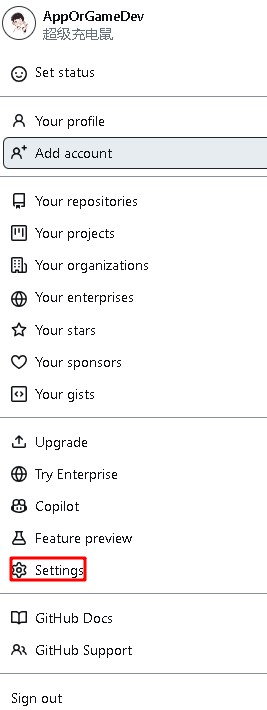 AppOrGameDev
超级充电鼠
Set status
Your profile
Add account
Your repositories
Your projects
Your organizations
Your enterprises
Your stars
Your sponsors
Your gists
Upgrade
Try Enterprise
Copilot
Feature preview
Settings
GitHub Docs
GitHub Support
Sign out